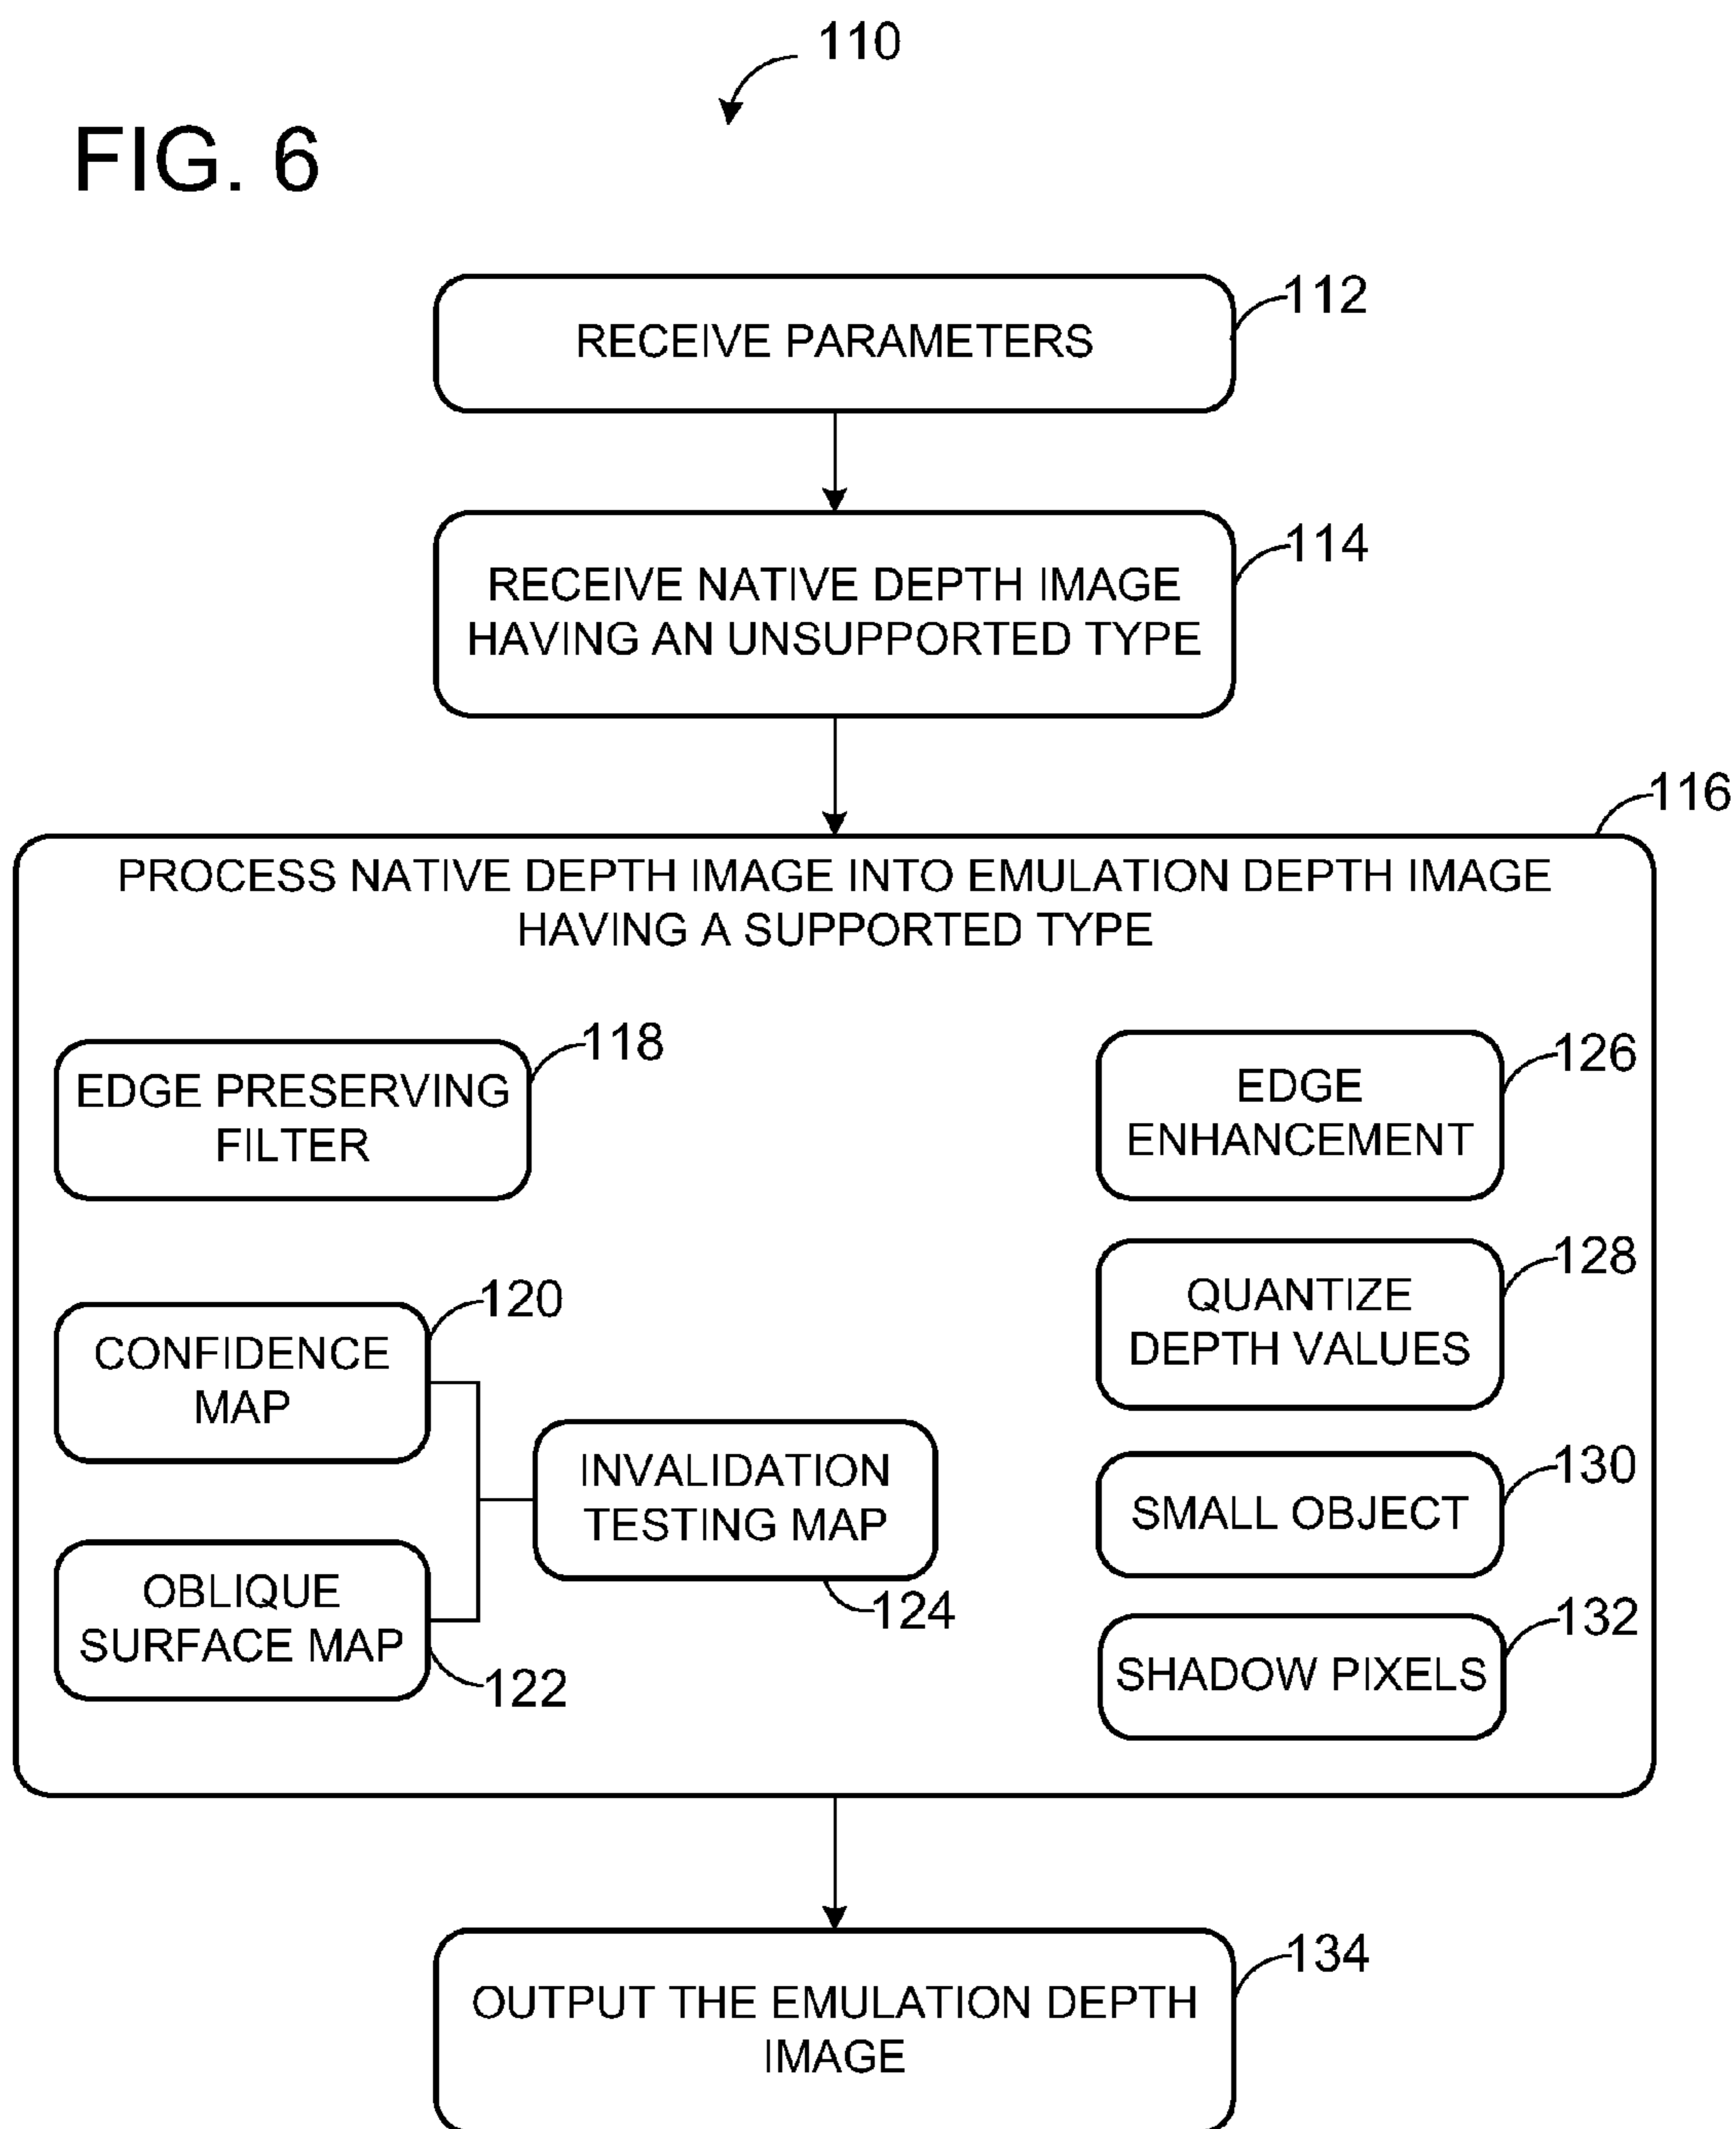 110
FIG. 6
112
RECEIVE PARAMETERS
114
RECEIVE NATIVE DEPTH IMAGE
HAVING AN UNSUPPORTED TYPE
116
PROCESS NATIVE DEPTH IMAGE INTO EMULATION DEPTH IMAGE
HAVING A SUPPORTED TYPE
118
EDGE PRESERVING
FILTER
120
CONFIDENCE
MAP
OBLIQUE
SURFACE MAP
122
INVALIDATION
TESTING MAP
124
126
EDGE
ENHANCEMENT
128
QUANTIZE
DEPTH VALUES
130
SMALL OBJECT
132
SHADOW PIXELS
134
OUTPUT THE EMULATION DEPTH
IMAGE